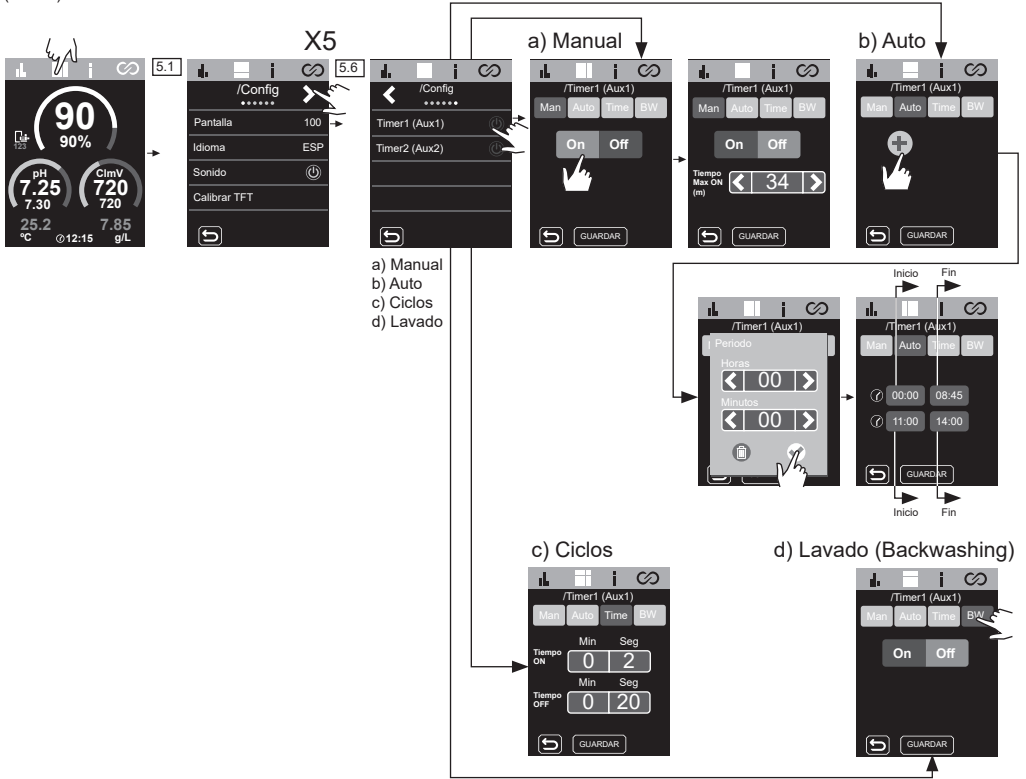 X5
a) Manual
b) Auto
5.1
5.6
90
90%
123
pH
7.25
7.30
ClmV
720
720
25.2
7.85
ºC
12:15
g/L
/Config
Pantalla 100
Idioma ESP
Sonido
Calibrar TFT
/Config
Timer1 (Aux1)
Timer2 (Aux2)
a) Manual
b) Auto
c) Ciclos
d) Lavado
/Timer1 (Aux1)
Man Auto Time BW
On Off
GUARDAR
/Timer1 (Aux1)
Man Auto Time BW
On Off
Tiempo
Max ON
(m)
34
GUARDAR
/Timer1 (Aux1)
Man Auto Time BW
GUARDAR
/Timer1 (Aux1)
Periodo
Horas
00
Minutos
00
Inicio Fin
/Timer1 (Aux1)
Man Auto Time BW
00:00 08:45
11:00 14:00
GUARDAR
Inicio Fin
c) Ciclos
/Timer1 (Aux1)
Man Auto Time BW
Min Seg
Tiempo
ON
0 2
Min Seg
Tiempo
OFF
0 20
GUARDAR
d) Lavado (Backwashing)
/Timer1 (Aux1)
Man Auto Time BW
On Off
GUARDAR